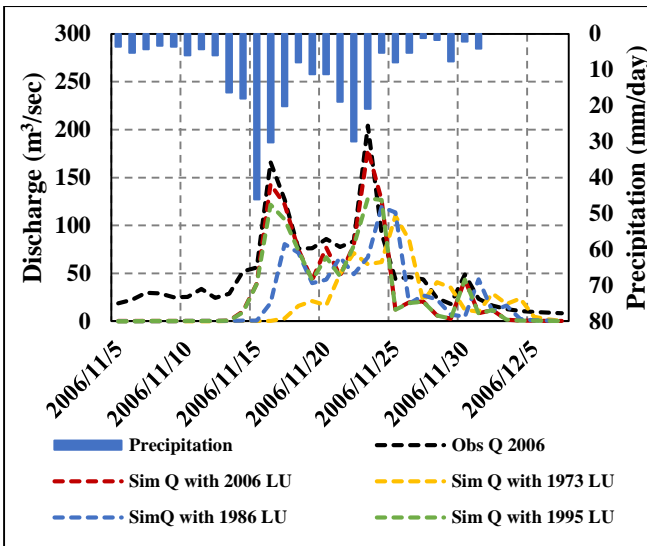 300
250
200
150
100
50
0
Discharge (m³/sec)
0
10
20
30
40
50
60
70
80
Precipitation (mm/day)
2006/11/5
2006/11/10
2006/11/15
2006/11/20
2006/11/25
2006/11/30
2006/12/5
Precipitation
Obs Q 2006
Sim Q with 2006 LU
Sim Q with 1973 LU
SimQ with 1986 LU
Sim Q with 1995 LU